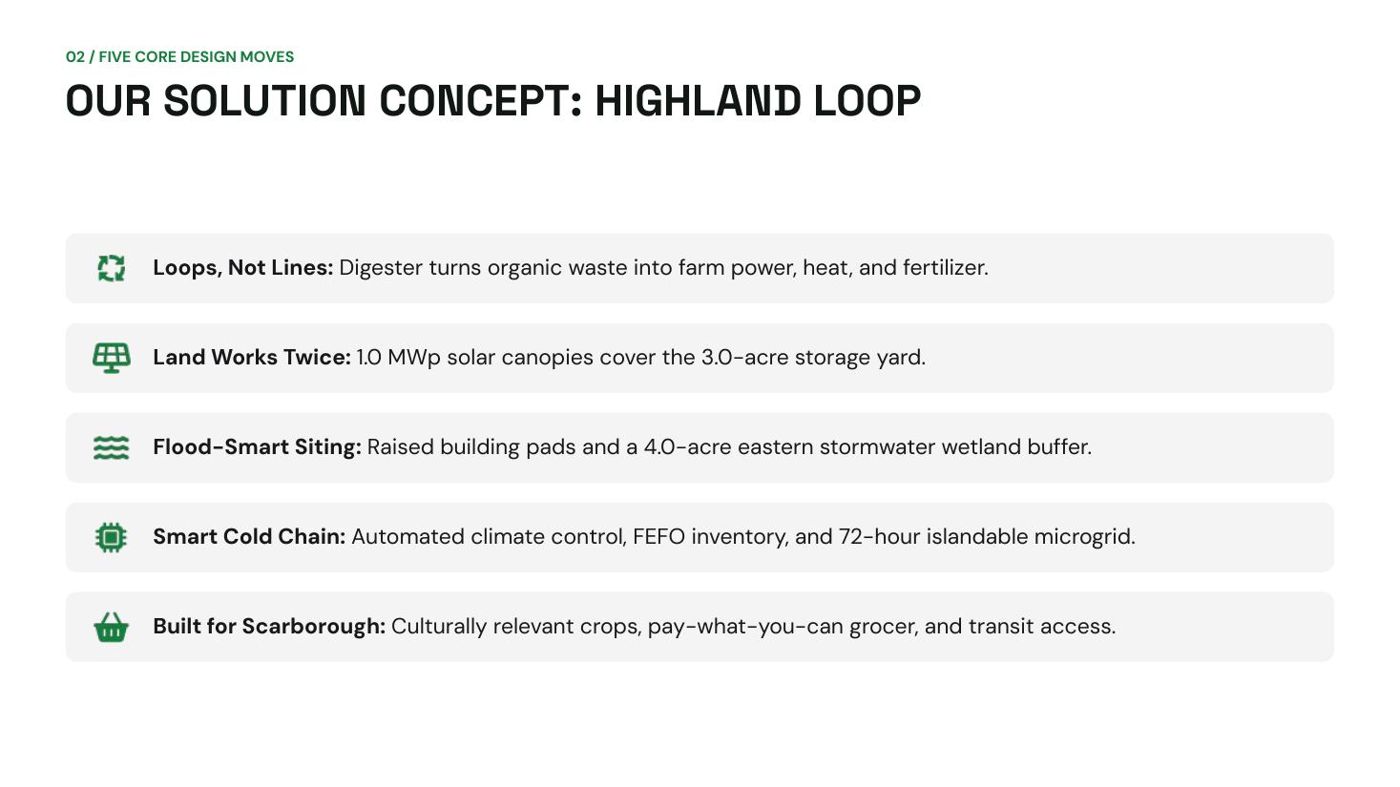 02 / FIVE CORE DESIGN MOVES
OUR SOLUTION CONCEPT: HIGHLAND LOOP
Loops, Not Lines: Digester turns organic waste into farm power, heat, and fertilizer.
Land Works Twice: 1.0 MWp solar canopies cover the 3.0-acre storage yard.
Flood-Smart Siting: Raised building pads and a 4.0-acre eastern stormwater wetland buffer.
Smart Cold Chain: Automated climate control, FEFO inventory, and 72-hour islandable microgrid.
Built for Scarborough: Culturally relevant crops, pay-what-you-can grocer, and transit access.